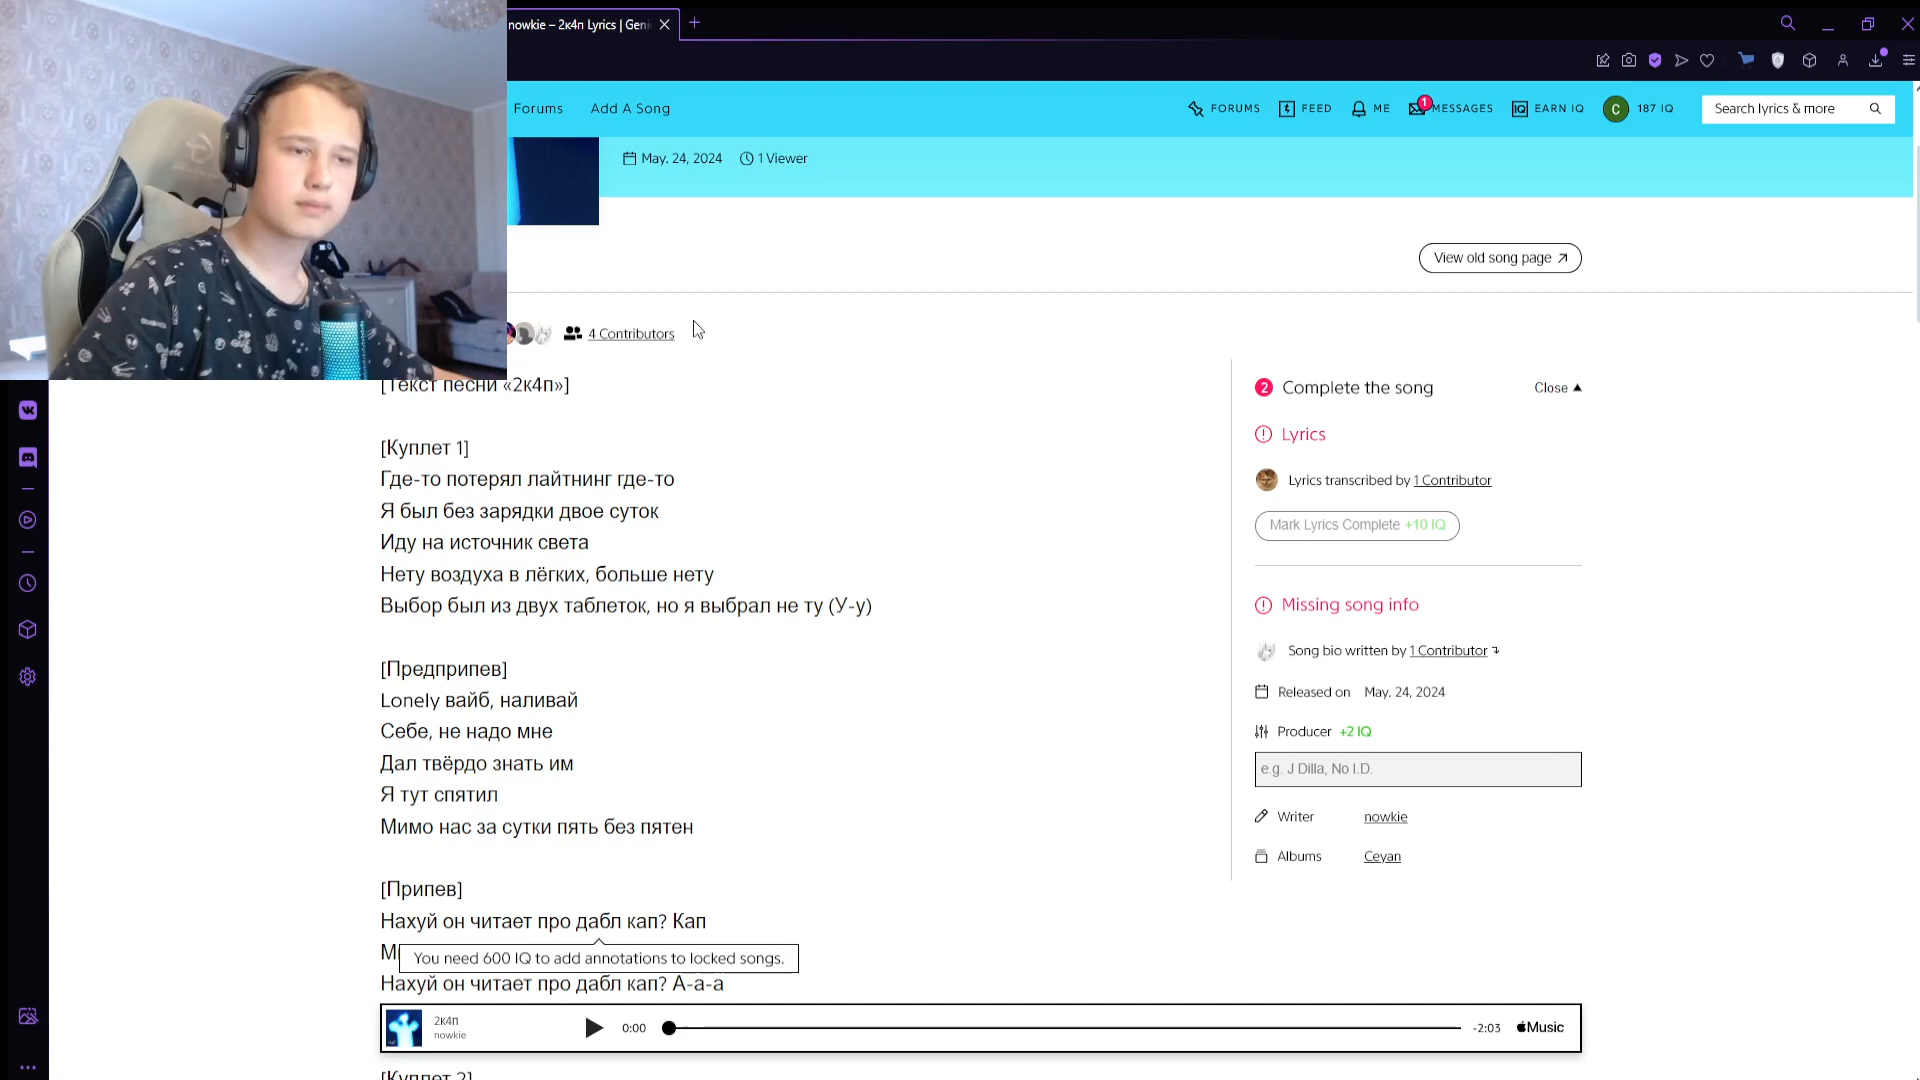 nowkie – 2к4п Lyrics | Geni
Forums
Add A Song
FORUMS
FEED
ME
1
MESSAGES
IQ
EARN IQ
C
187 IQ
Search lyrics & more
May. 24, 2024
1 Viewer
View old song page
4 Contributors
[Текст песни «2к4п»]
[Куплет 1]
Где-то потерял лайтнинг где-то
Я был без зарядки двое суток
Иду на источник света
Нету воздуха в лёгких, больше нету
Выбор был из двух таблеток, но я выбрал не ту (У-у)
[Предприпев]
Lonely вайб, наливай
Себе, не надо мне
Дал твёрдо знать им
Я тут спятил
Мимо нас за сутки пять без пятен
[Припев]
Нахуй он читает про дабл кап? Кап
You need 600 IQ to add annotations to locked songs.
Нахуй он читает про дабл кап? А-а-а
2к4п
nowkie
0:00
-2:03
Music
[Куплет 2]
2
Complete the song
Close
Lyrics
Lyrics transcribed by 1 Contributor
Mark Lyrics Complete +10 IQ
Missing song info
Song bio written by 1 Contributor
Released on May. 24, 2024
Producer +2 IQ
e.g. J Dilla, No I.D.
Writer nowkie
Albums Ceyan